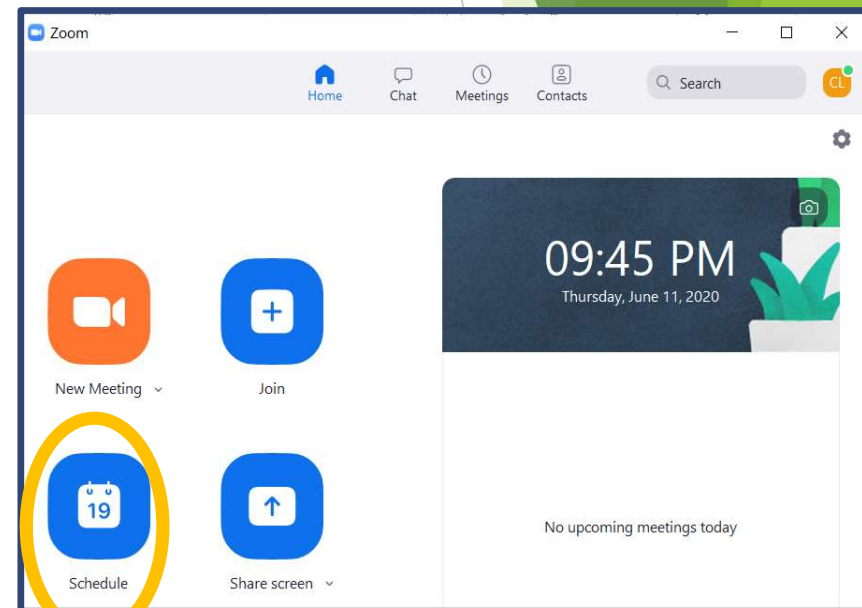 Zoom
Home Chat Meetings Contacts Search CL
09:45 PM
Thursday, June 11, 2020
New Meeting Join
19
Schedule Share screen
No upcoming meetings today